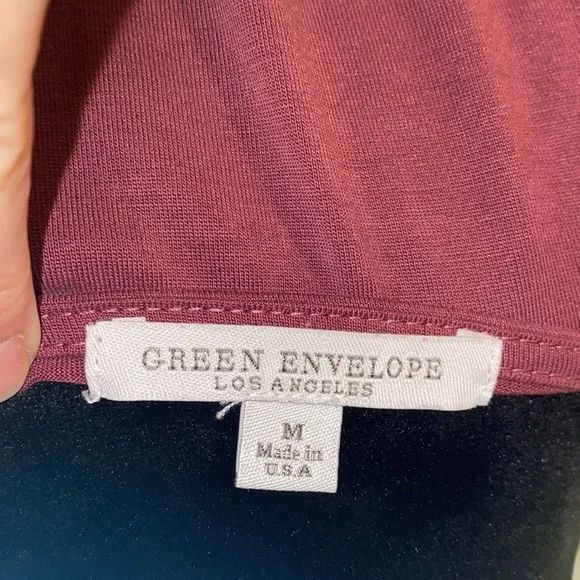 GREEN ENVELOPE
LOS ANGELES
M
Made in
U.S.A